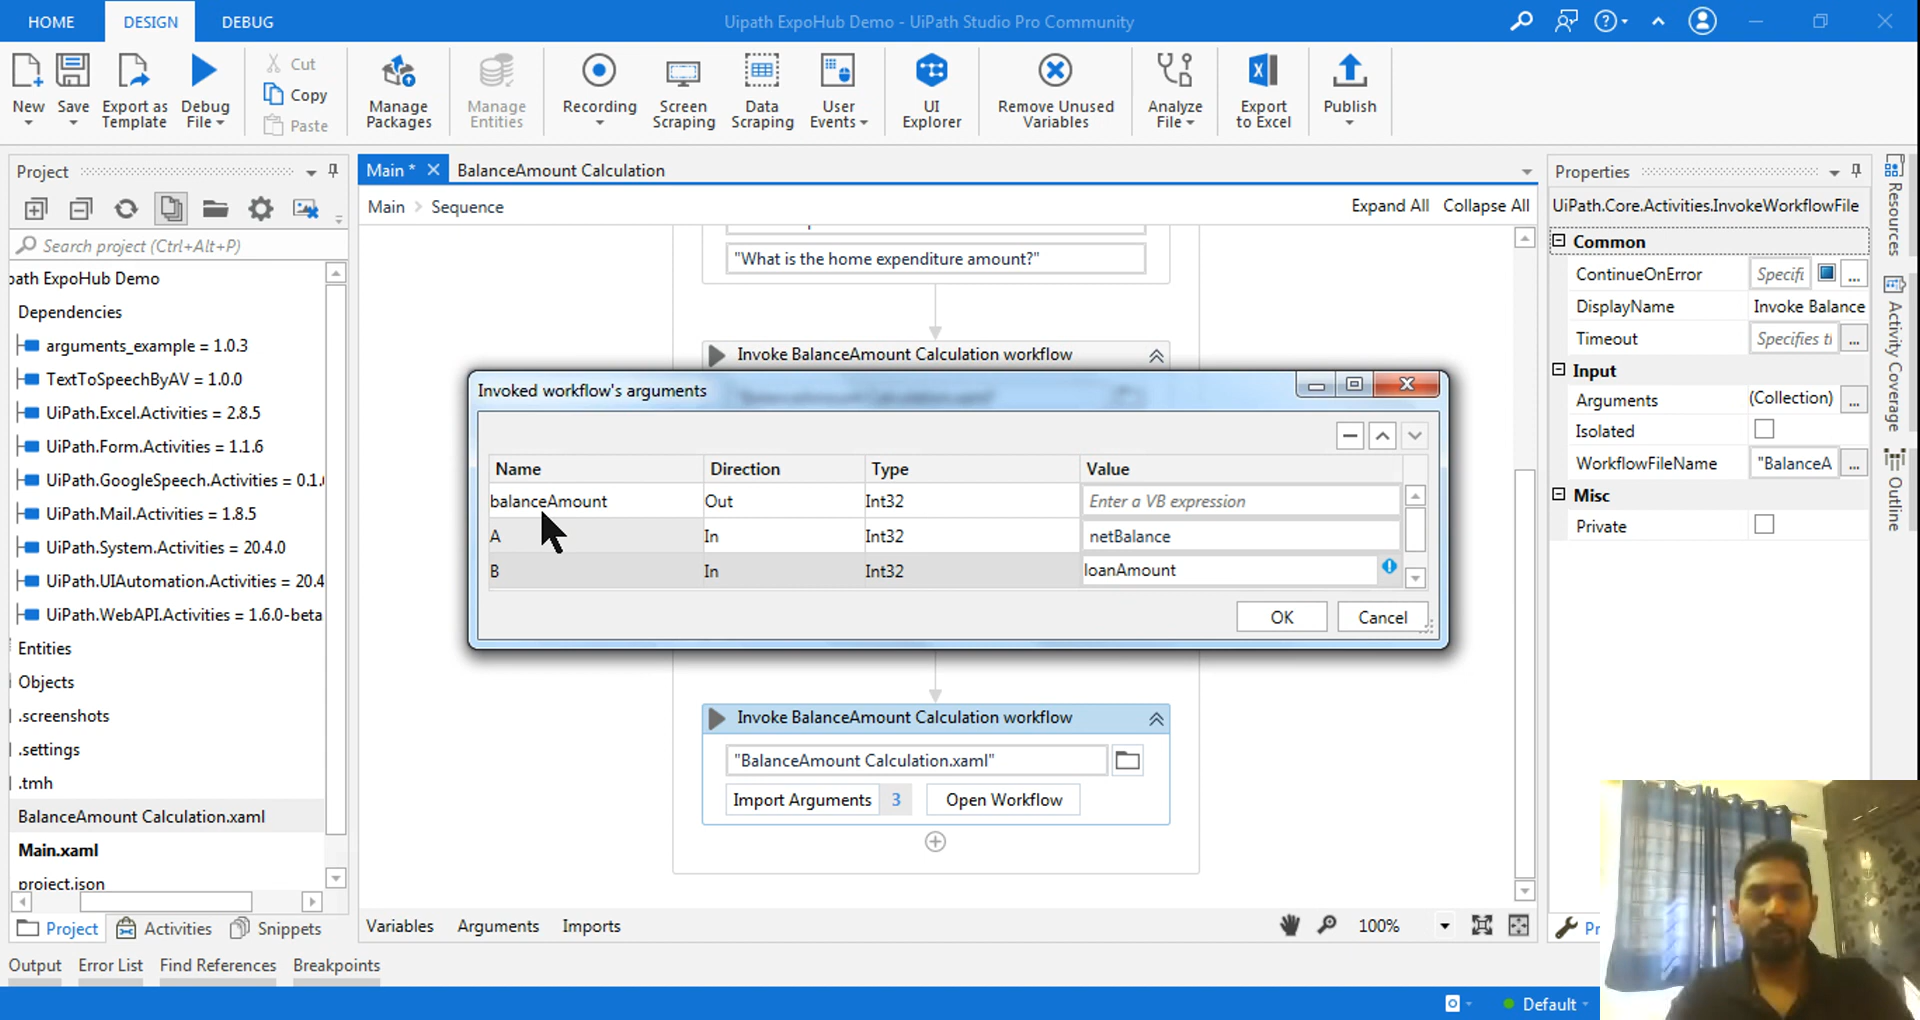 HOME
DESIGN
DEBUG
Uipath ExpoHub Demo - UiPath Studio Pro Community
New
Save
Export as Template
Debug File
Cut
Copy
Paste
Manage Packages
Manage Entities
Recording
Screen Scraping
Data Scraping
User Events
UI Explorer
Remove Unused Variables
Analyze File
Export to Excel
Publish
Project
Search project (Ctrl+Alt+P)
path ExpoHub Demo
Dependencies
arguments_example = 1.0.3
TextToSpeechByAV = 1.0.0
UiPath.Excel.Activities = 2.8.5
UiPath.Form.Activities = 1.1.6
UiPath.GoogleSpeech.Activities = 0.1.
UiPath.Mail.Activities = 1.8.5
UiPath.System.Activities = 20.4.0
UiPath.UIAutomation.Activities = 20.4
UiPath.WebAPI.Activities = 1.6.0-beta
Entities
Objects
.screenshots
.settings
.tmh
BalanceAmount Calculation.xaml
Main.xaml
project.json
Project
Activities
Snippets
Main *
BalanceAmount Calculation
Main > Sequence
Expand All
Collapse All
"What is the home expenditure amount?"
Invoke BalanceAmount Calculation workflow
Invoked workflow's arguments
Name
Direction
Type
Value
balanceAmount
Out
Int32
Enter a VB expression
A
In
Int32
netBalance
B
In
Int32
loanAmount
OK
Cancel
Invoke BalanceAmount Calculation workflow
"BalanceAmount Calculation.xaml"
Import Arguments
3
Open Workflow
Variables
Arguments
Imports
100%
Properties
UiPath.Core.Activities.InvokeWorkflowFile
Common
ContinueOnError
Specifi
...
DisplayName
Invoke Balance
Timeout
Specifies ti
...
Input
Arguments
(Collection)
...
Isolated
WorkflowFileName
"BalanceA
...
Misc
Private
Pr
Resources
Activity Coverage
Outline
Output
Error List
Find References
Breakpoints
Default